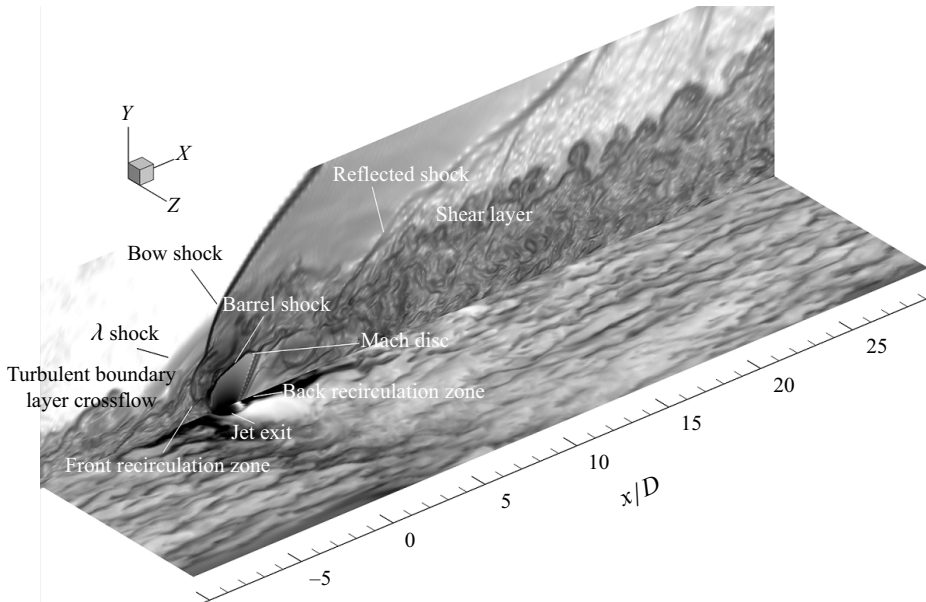 Y
X
Z
Reflected shock
Shear layer
Bow shock
Barrel shock
λ shock
Mach disc
Turbulent boundary
layer crossflow
Back recirculation zone
Jet exit
Front recirculation zone
25
20
15
10
5
0
–5
x/D